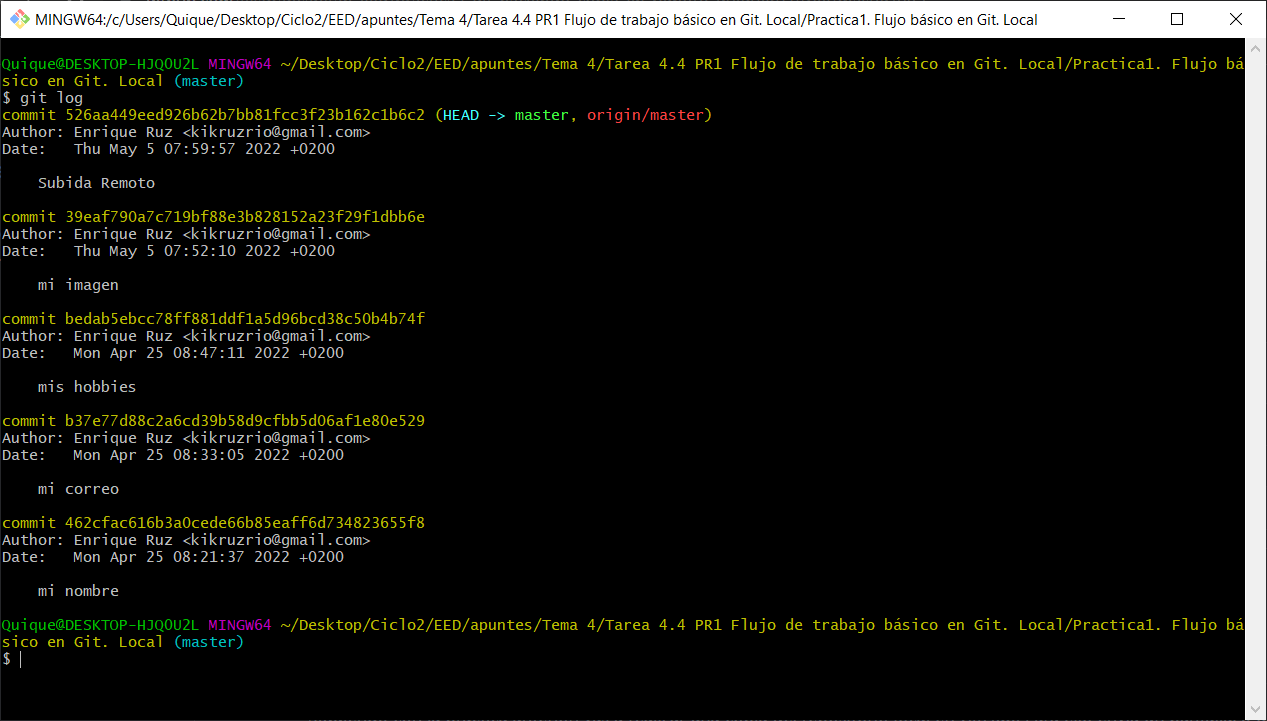 MINGW64:/c/Users/Quique/Desktop/Ciclo2/EED/apuntes/Tema 4/Tarea 4.4 PR1 Flujo de trabajo básico en Git. Local/Practica1. Flujo básico en Git. Local
Quique@DESKTOP-HJQOU2L MINGW64 ~/Desktop/Ciclo2/EED/apuntes/Tema 4/Tarea 4.4 PR1 Flujo de trabajo básico en Git. Local/Practica1. Flujo bá
sico en Git. Local (master)
$ git log
commit 526aa449eed926b62b7bb81fcc3f23b162c1b6c2 (HEAD -> master, origin/master)
Author: Enrique Ruz <kikruzrio@gmail.com>
Date:   Thu May 5 07:59:57 2022 +0200
    Subida Remoto
commit 39eaf790a7c719bf88e3b828152a23f29f1dbb6e
Author: Enrique Ruz <kikruzrio@gmail.com>
Date:   Thu May 5 07:52:10 2022 +0200
    mi imagen
commit bedab5ebcc78ff881ddf1a5d96bcd38c50b4b74f
Author: Enrique Ruz <kikruzrio@gmail.com>
Date:   Mon Apr 25 08:47:11 2022 +0200
    mis hobbies
commit b37e77d88c2a6cd39b58d9cfbb5d06af1e80e529
Author: Enrique Ruz <kikruzrio@gmail.com>
Date:   Mon Apr 25 08:33:05 2022 +0200
    mi correo
commit 462cfac616b3a0cede66b85eaff6d734823655f8
Author: Enrique Ruz <kikruzrio@gmail.com>
Date:   Mon Apr 25 08:21:37 2022 +0200
    mi nombre
Quique@DESKTOP-HJQOU2L MINGW64 ~/Desktop/Ciclo2/EED/apuntes/Tema 4/Tarea 4.4 PR1 Flujo de trabajo básico en Git. Local/Practica1. Flujo bá
sico en Git. Local (master)
$